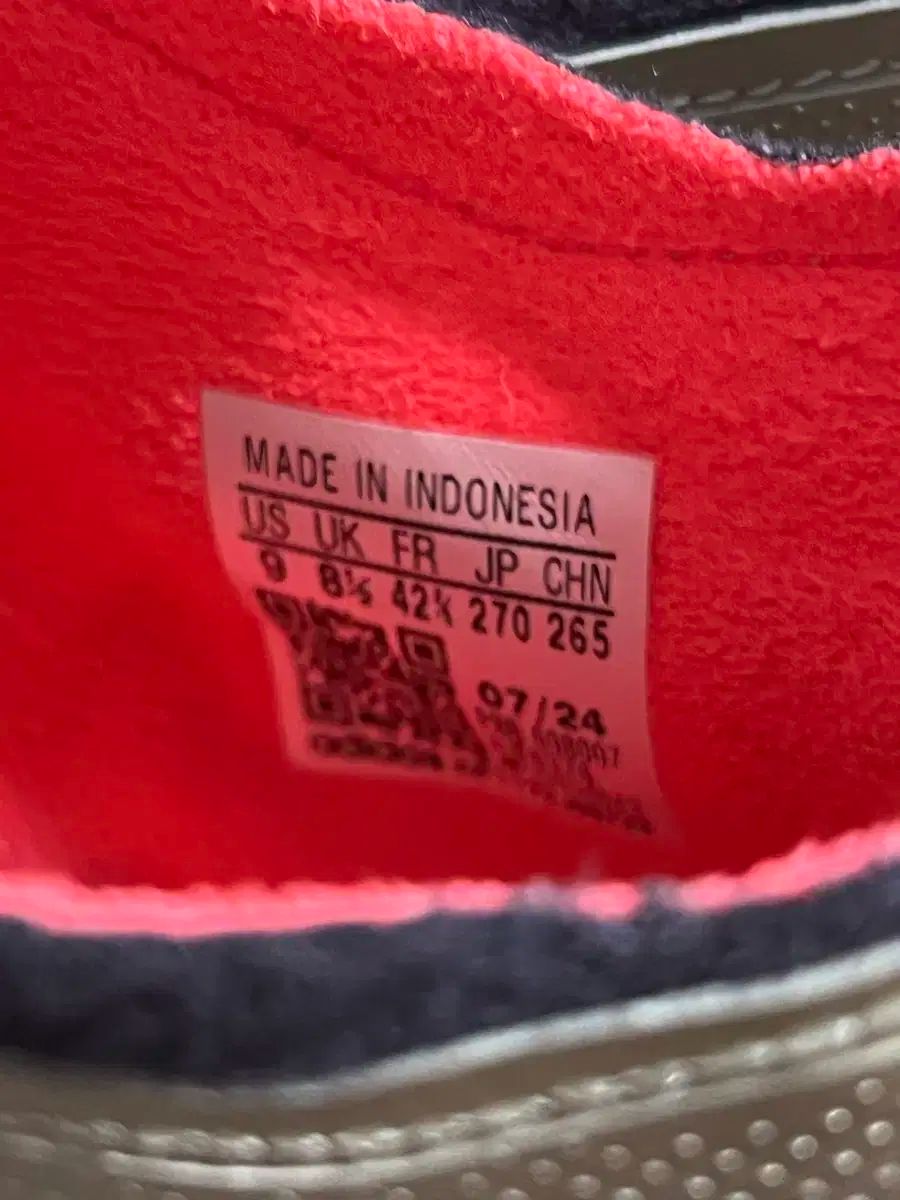 MADE IN INDONESIA
US UK FR JP CHN
9 8½ 42⅔ 270 265
07/24